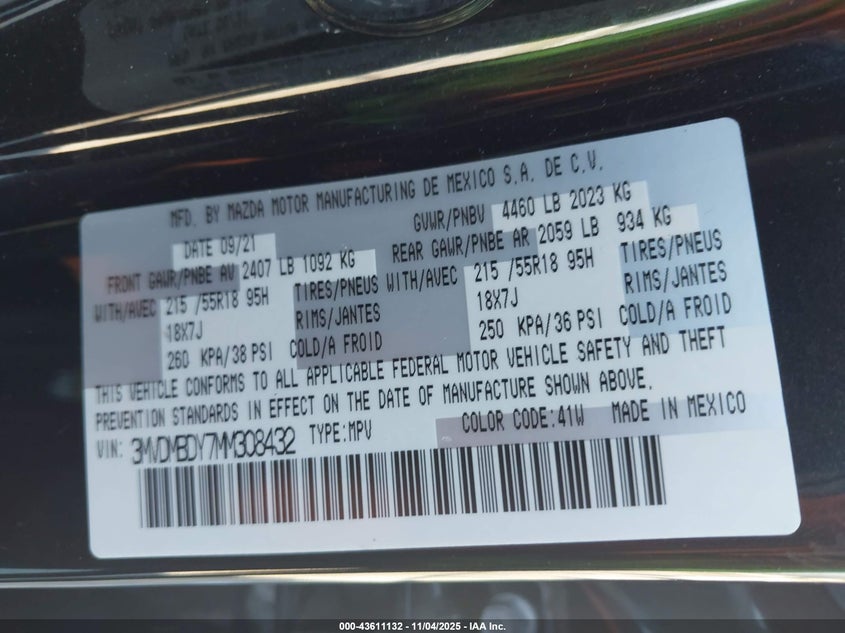 MFD. BY MAZDA MOTOR MANUFACTURING DE MEXICO S.A. DE C.V.
DATE 09/21 GVWR/PNBV 4460 LB 2023 KG
FRONT GAWR/PNBE AV 2407 LB 1092 KG REAR GAWR/PNBE AR 2059 LB 934 KG
WITH/AVEC 215 /55R18 95H TIRES/PNEUS WITH/AVEC 215 /55R18 95H TIRES/PNEUS
18X7J RIMS/JANTES 18X7J RIMS/JANTES
260 KPA/38 PSI COLD/A FROID 250 KPA/36 PSI COLD/A FROID
THIS VEHICLE CONFORMS TO ALL APPLICABLE FEDERAL MOTOR VEHICLE SAFETY AND THEFT
PREVENTION STANDARDS IN EFFECT ON THE DATE OF MANUFACTURE SHOWN ABOVE.
VIN: 3MVDMBDY7MM308432 TYPE:MPV COLOR CODE:41W MADE IN MEXICO
000-43611132 - 11/04/2025 - IAA Inc.